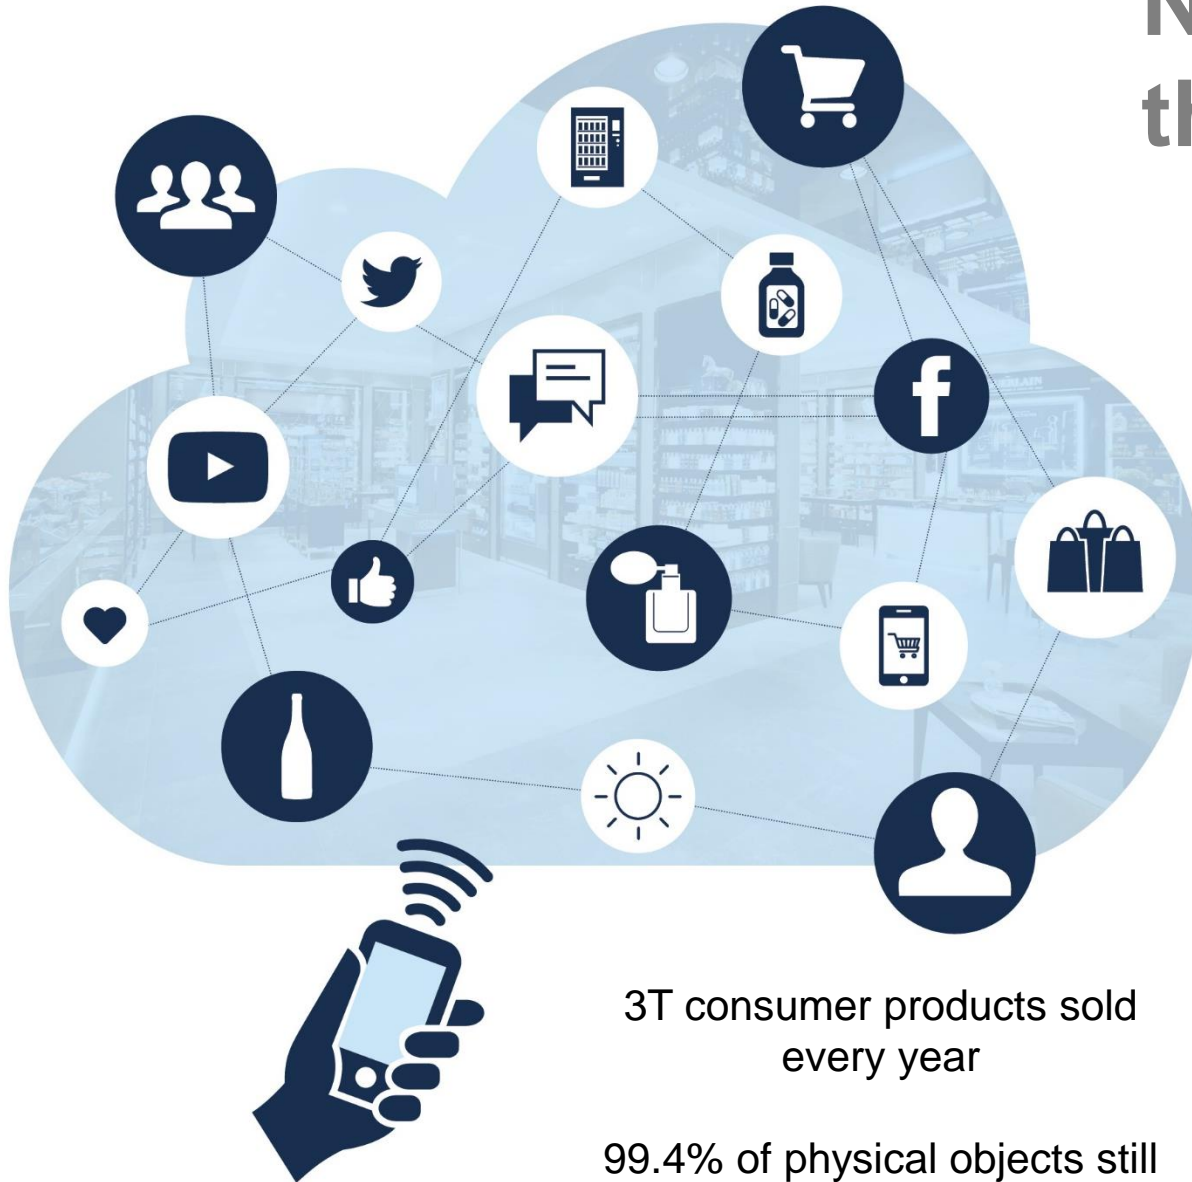 3T consumer products sold
every year
99.4% of physical objects still